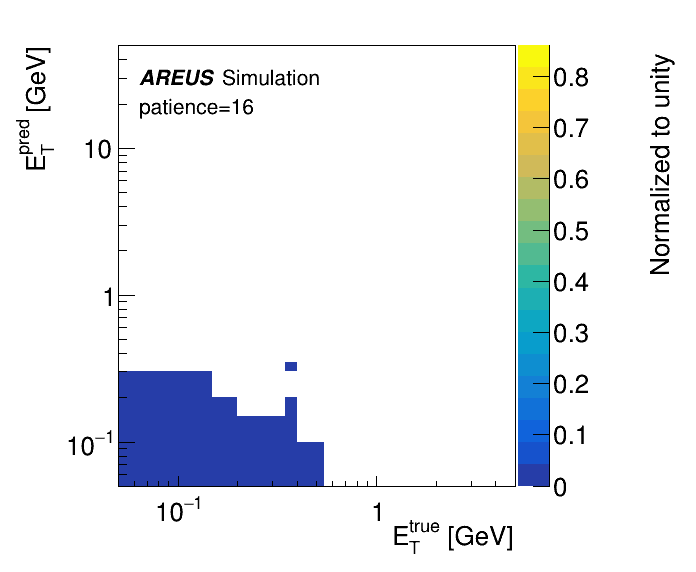 AREUS Simulation
patience=16
E_T^pred [GeV]
10
1
10⁻¹
10⁻¹
1
E_T^true [GeV]
0.8
0.7
0.6
0.5
0.4
0.3
0.2
0.1
0
Normalized to unity